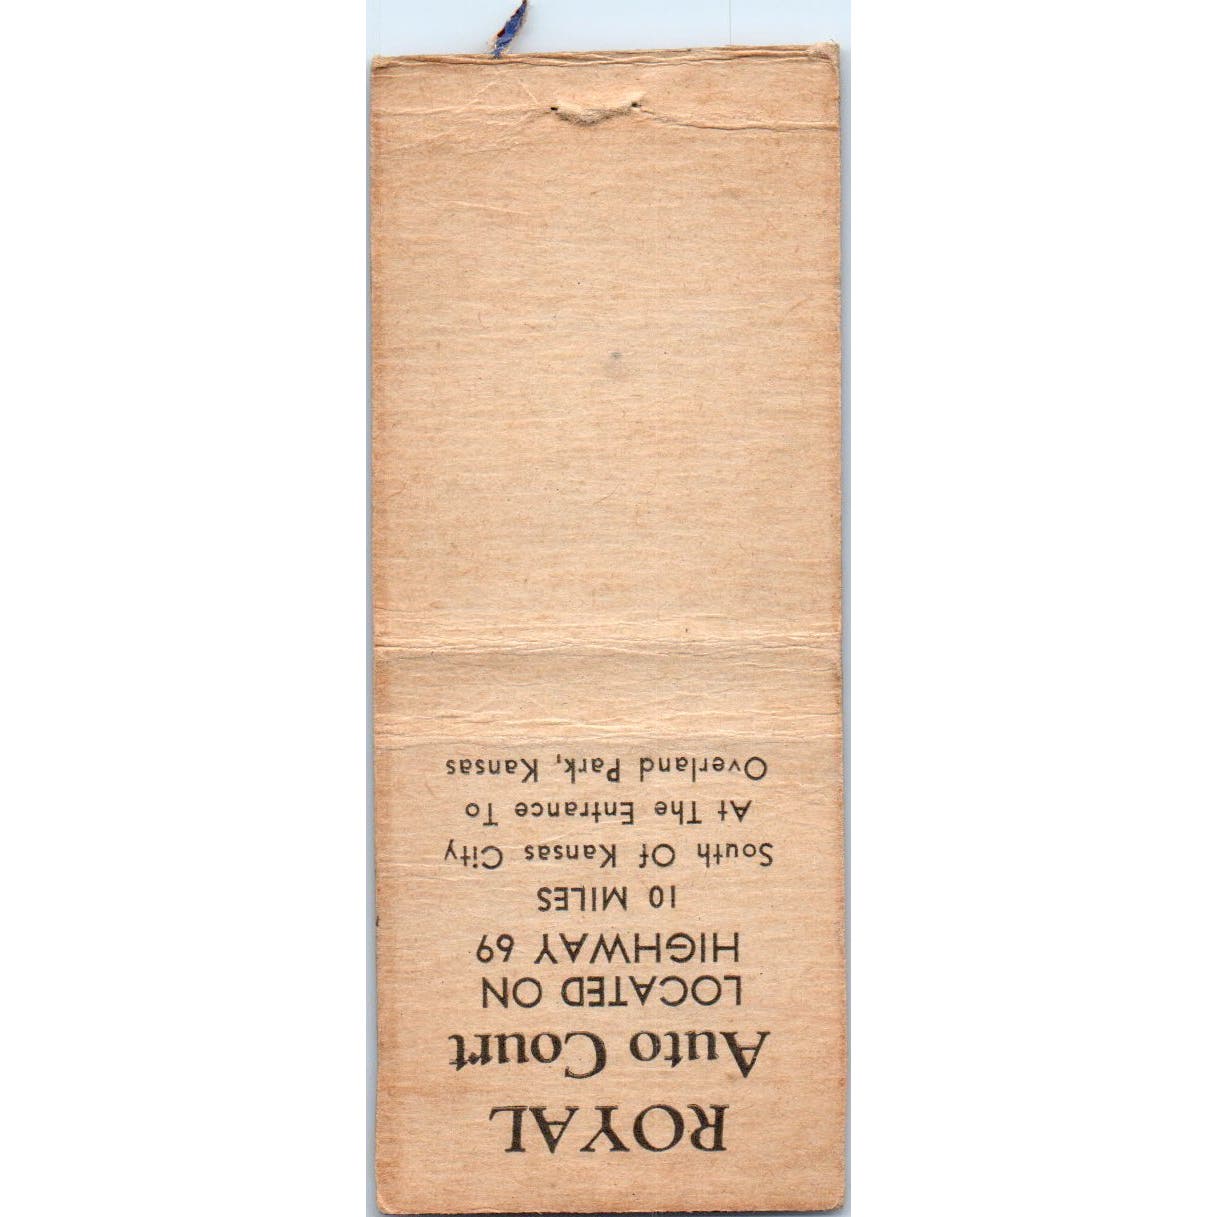 ROYAL
Auto Court
LOCATED ON
HIGHWAY 69
10 MILES
South Of Kansas City
At The Entrance To
Overland Park, Kansas